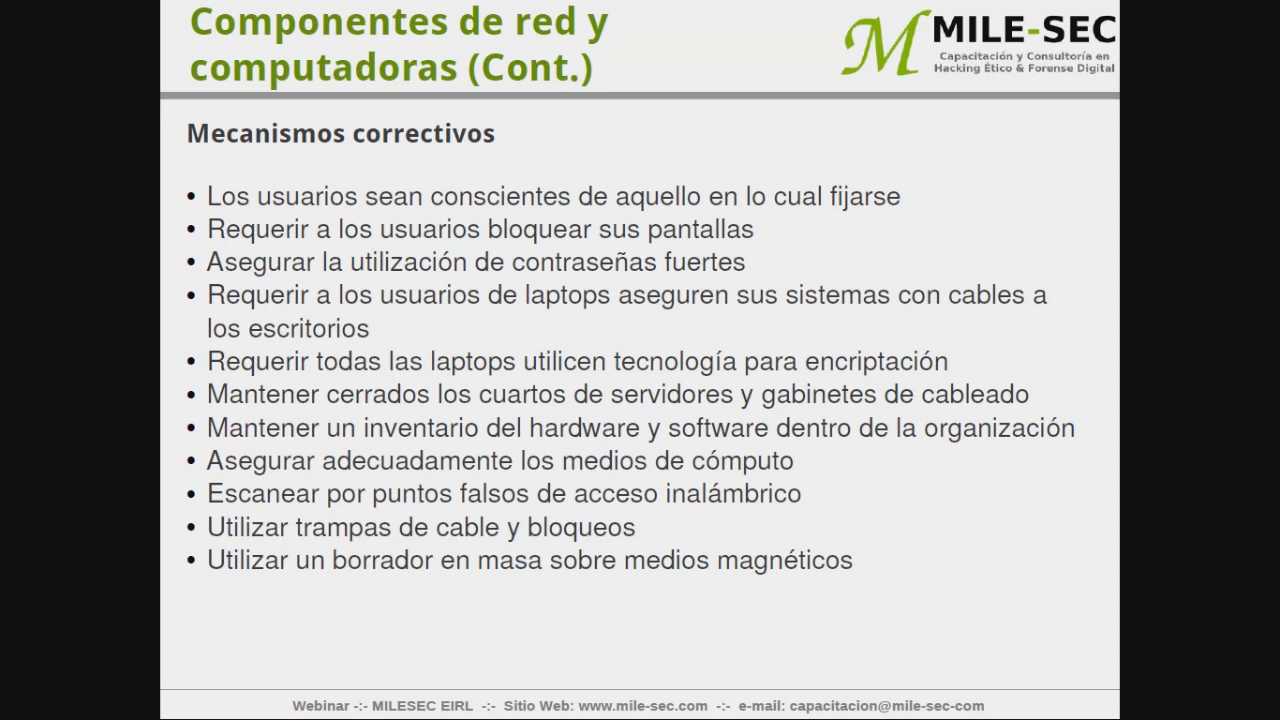 Componentes de red y
computadoras (Cont.)
MILE-SEC
Capacitación y Consultoría en
Hacking Ético & Forense Digital
Mecanismos correctivos
• Los usuarios sean conscientes de aquello en lo cual fijarse
• Requerir a los usuarios bloquear sus pantallas
• Asegurar la utilización de contraseñas fuertes
• Requerir a los usuarios de laptops aseguren sus sistemas con cables a
los escritorios
• Requerir todas las laptops utilicen tecnología para encriptación
• Mantener cerrados los cuartos de servidores y gabinetes de cableado
• Mantener un inventario del hardware y software dentro de la organización
• Asegurar adecuadamente los medios de cómputo
• Escanear por puntos falsos de acceso inalámbrico
• Utilizar trampas de cable y bloqueos
• Utilizar un borrador en masa sobre medios magnéticos
Webinar -:- MILESEC EIRL -:- Sitio Web: www.mile-sec.com -:- e-mail: capacitacion@mile-sec-com